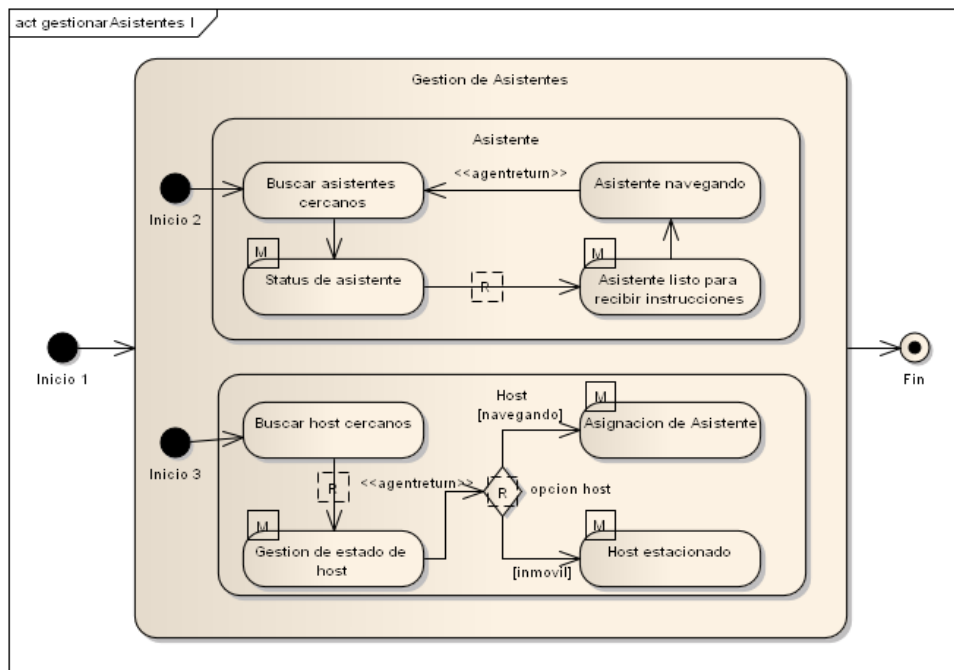 act gestionarAsistentes I
Gestion de Asistentes
Asistente
Buscar asistentes
cercanos
<<agentreturn>>
Asistente navegando
Inicio 2
M
Status de asistente
R
M
Asistente listo para
recibir instrucciones
Inicio 1
Fin
Buscar host cercanos
Host
[navegando]
M
Asignacion de Asistente
Inicio 3
R
<<agentreturn>>
R
opcion host
M
Gestion de estado de
host
M
Host estacionado
[inmovil]